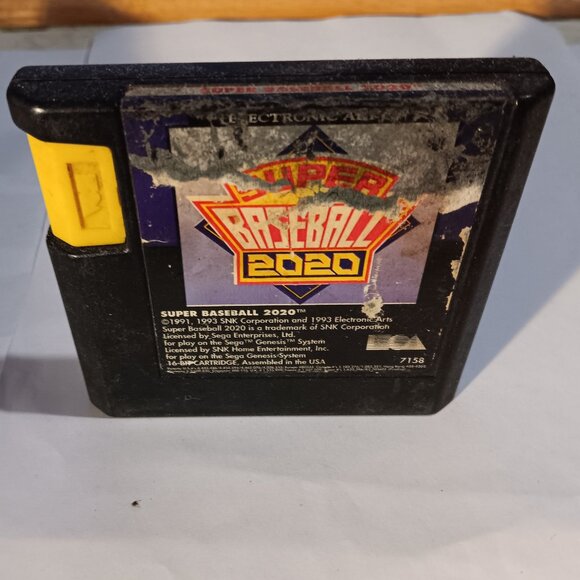 SUPER BASEBALL 2020
ELECTRONIC ARTS
SUPER
BASEBALL
2020
SUPER BASEBALL 2020™
©1991, 1993 SNK Corporation and 1993 Electronic Arts
Super Baseball 2020 is a trademark of SNK Corporation
Licensed by Sega Enterprises, Ltd.
for play on the Sega™ Genesis™ System
Licensed by SNK Home Entertainment, Inc.
for play on the Sega Genesis System
16-BIT CARTRIDGE. Assembled in the USA
7158